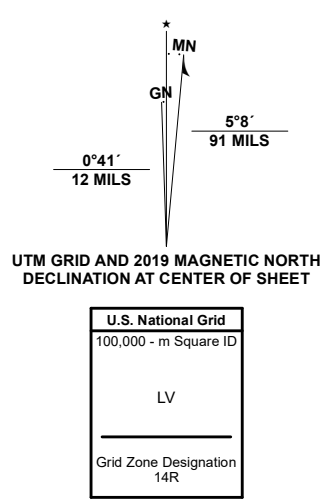 ★
MN
GN
5°8´
91 MILS
0°41´
12 MILS
UTM GRID AND 2019 MAGNETIC NORTH
DECLINATION AT CENTER OF SHEET
U.S. National Grid
100,000 - m Square ID
LV
Grid Zone Designation
14R